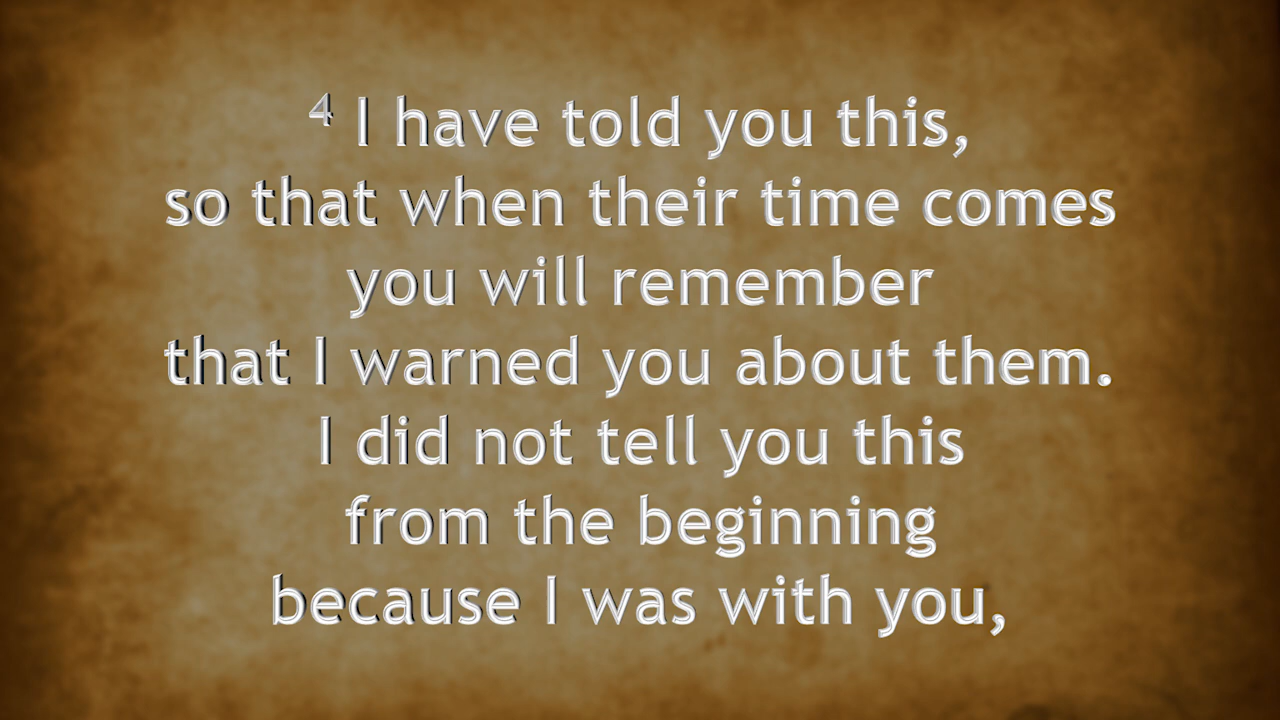 4 I have told you this,
so that when their time comes
you will remember
that I warned you about them.
I did not tell you this
from the beginning
because I was with you,